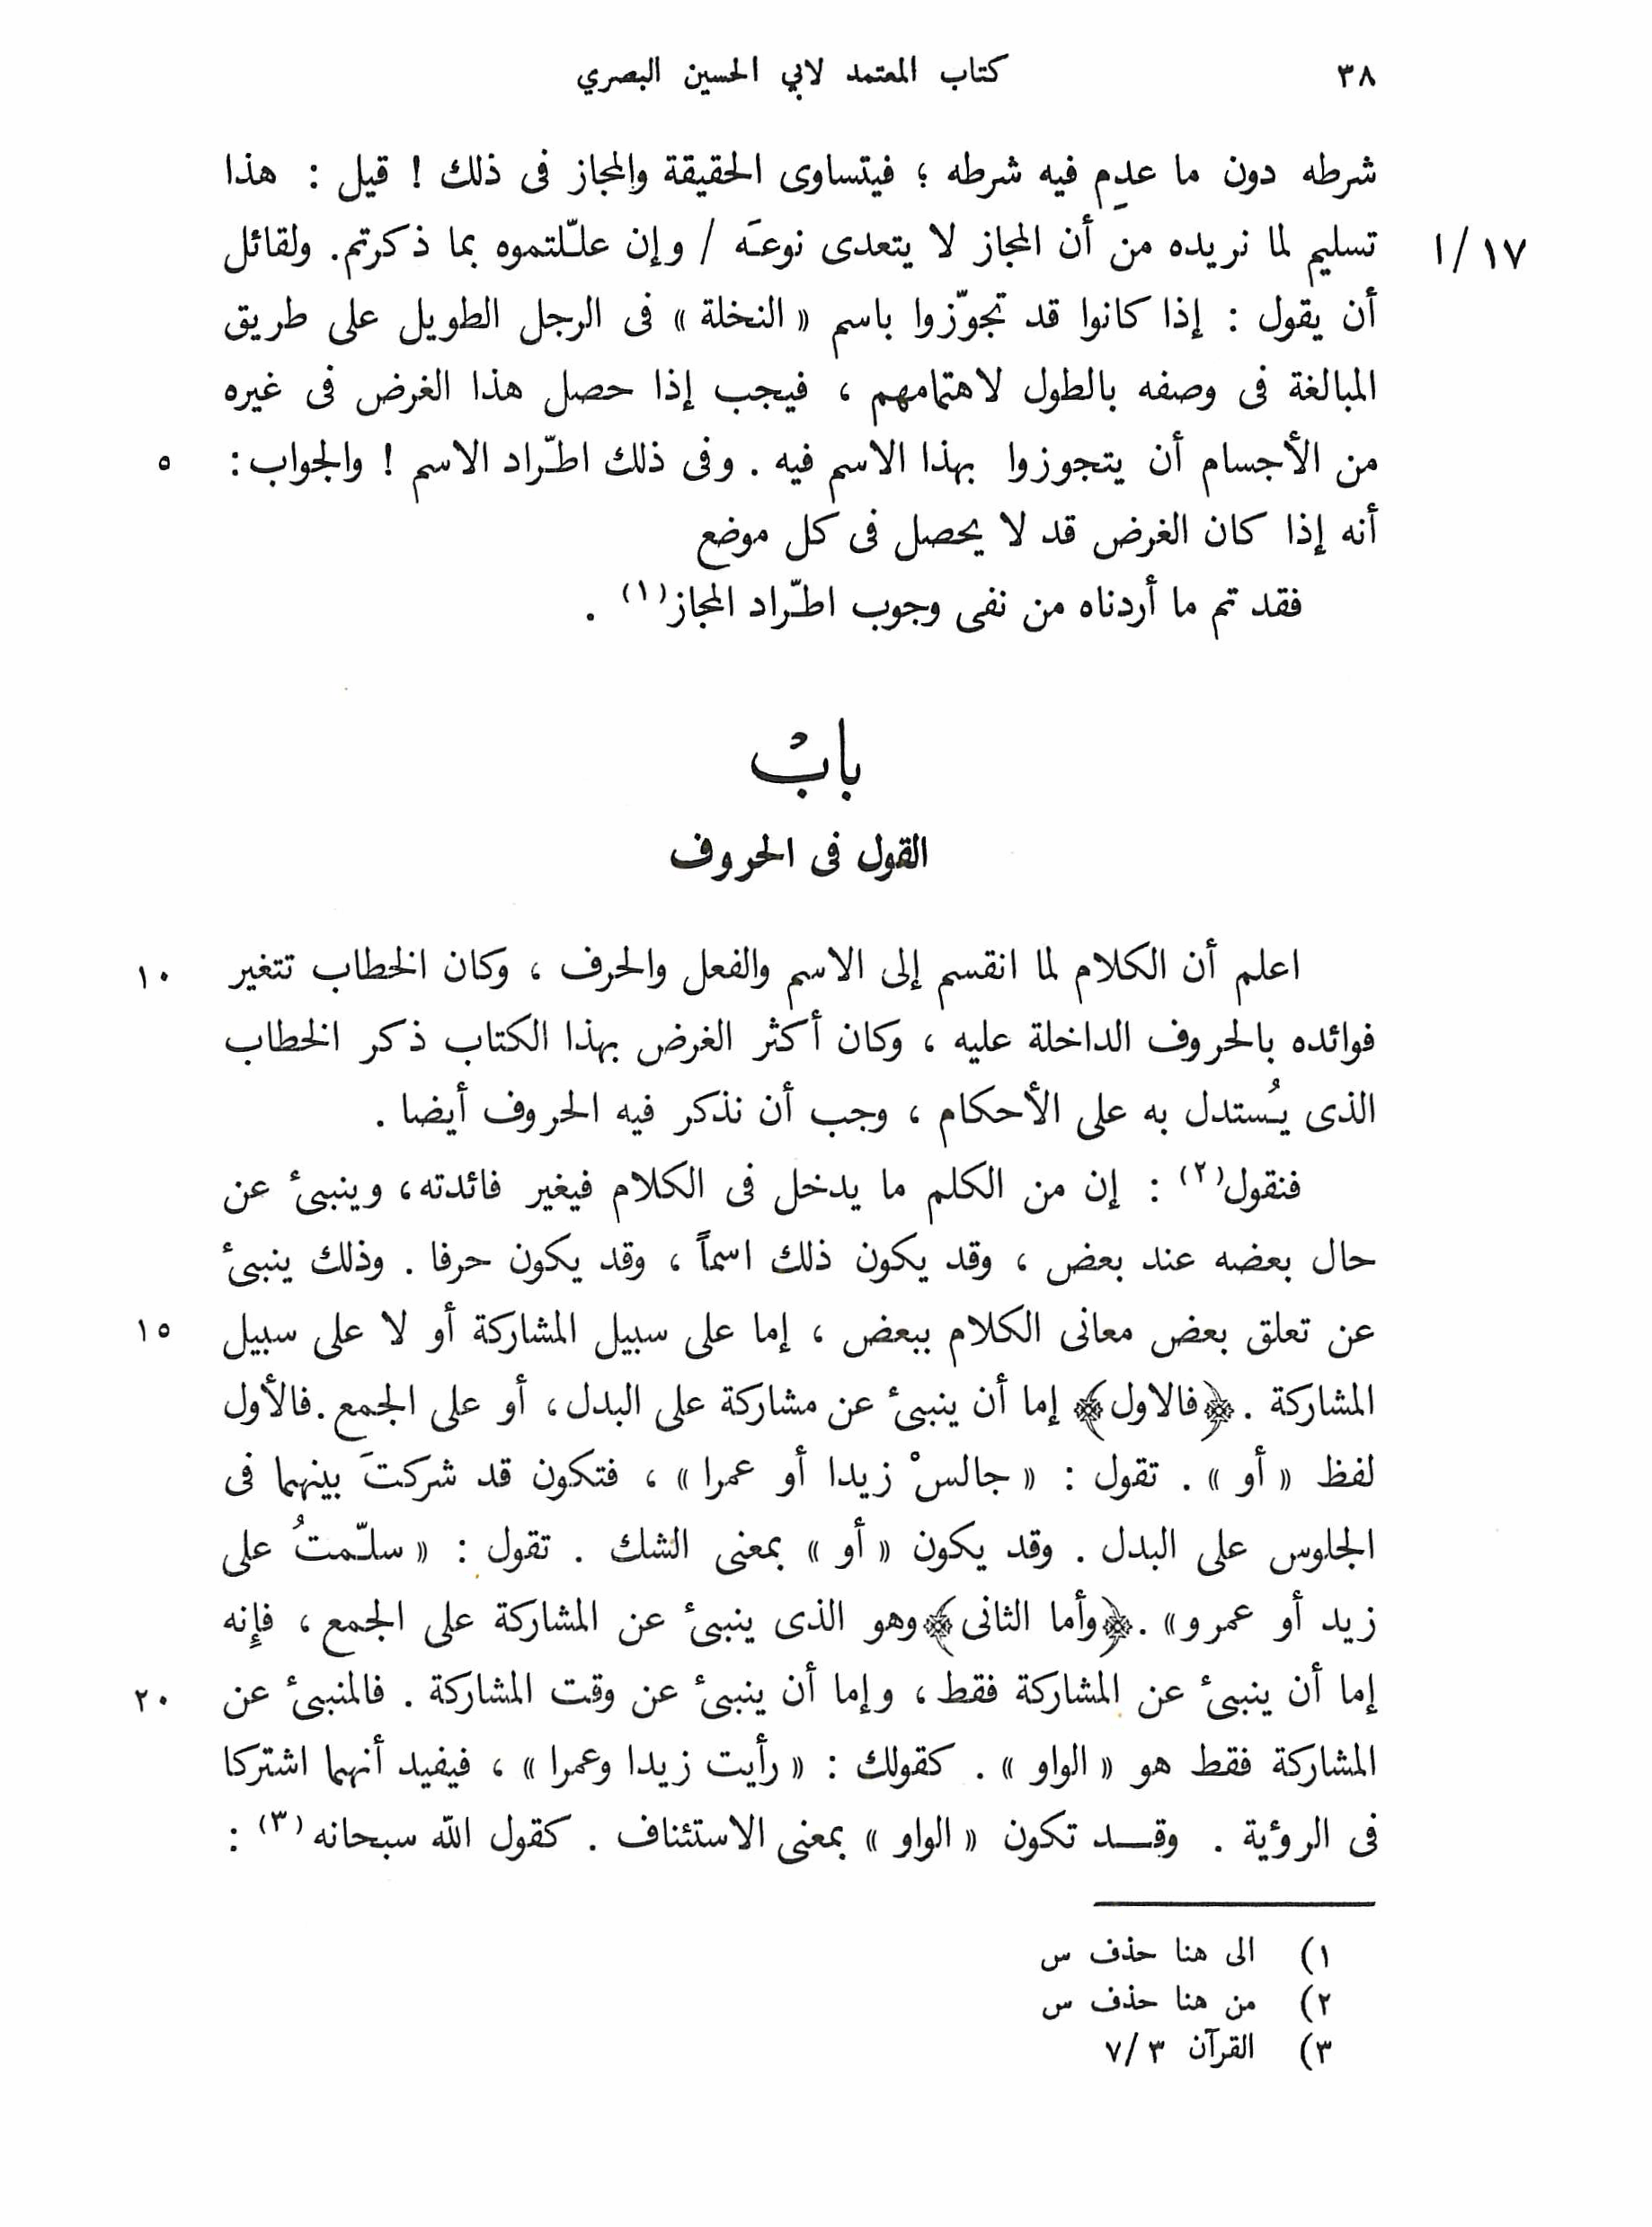 ٣٨ كتاب المعتمد لابي الحسين البصري
شرطه دون ما عدِم فيه شرطه ؛ فيتساوى الحقيقة والمجاز فى ذلك ! قيل : هذا
١٧/ا تسليم لما نريده من أن المجاز لا يتعدى نوعَه / وإن علّلتموه بما ذكرتم. ولقائل
أن يقول : إذا كانوا قد تجوّزوا باسم « النخلة » فى الرجل الطويل على طريق
المبالغة فى وصفه بالطول لاهتمامهم ، فيجب إذا حصل هذا الغرض فى غيره
من الأجسام أن يتجوزوا بهذا الاسم فيه . وفى ذلك اطّراد الاسم ! والجواب : ٥
أنه إذا كان الغرض قد لا يحصل فى كل موضع
فقد تم ما أردناه من نفى وجوب اطّراد المجاز(١) .
بابْ
القول فى الحروف
اعلم أن الكلام لما انقسم إلى الاسم والفعل والحرف ، وكان الخطاب تتغير ١٠
فوائده بالحروف الداخلة عليه ، وكان أكثر الغرض بهذا الكتاب ذكر الخطاب
الذى يُستدل به على الأحكام ، وجب أن نذكر فيه الحروف أيضا .
فنقول(٢) : إن من الكلم ما يدخل فى الكلام فيغير فائدته، وينبىٔ عن
حال بعضه عند بعض ، وقد يكون ذلك اسماً ، وقد يكون حرفا . وذلك ينبىٔ
عن تعلق بعض معانى الكلام ببعض ، إما على سبيل المشاركة أو لا على سبيل ١٥
المشاركة . ﴿فالاول﴾ إما أن ينبىٔ عن مشاركة على البدل، أو على الجمع. فالأول
لفظ « أو » . تقول : « جالسْ زيدا أو عمرا » ، فتكون قد شركتَ بينهما فى
الجلوس على البدل . وقد يكون « أو » بمعنى الشك . تقول : « سلّمتُ على
زيد أو عمرو» . ﴿وأما الثانى﴾ وهو الذى ينبىٔ عن المشاركة على الجمع ، فإنه
إما أن ينبىٔ عن المشاركة فقط، وإما أن ينبىٔ عن وقت المشاركة . فالمنبىٔ عن ٢٠
المشاركة فقط هو « الواو » . كقولك : « رأيت زيدا وعمرا » ، فيفيد أنهما اشتركا
فى الرؤية . وقــد تكون « الواو » بمعنى الاستئناف . كقول الله سبحانه(٣) :
١) الى هنا حذف س
٢) من هنا حذف س
٣) القرآن ٧/٣